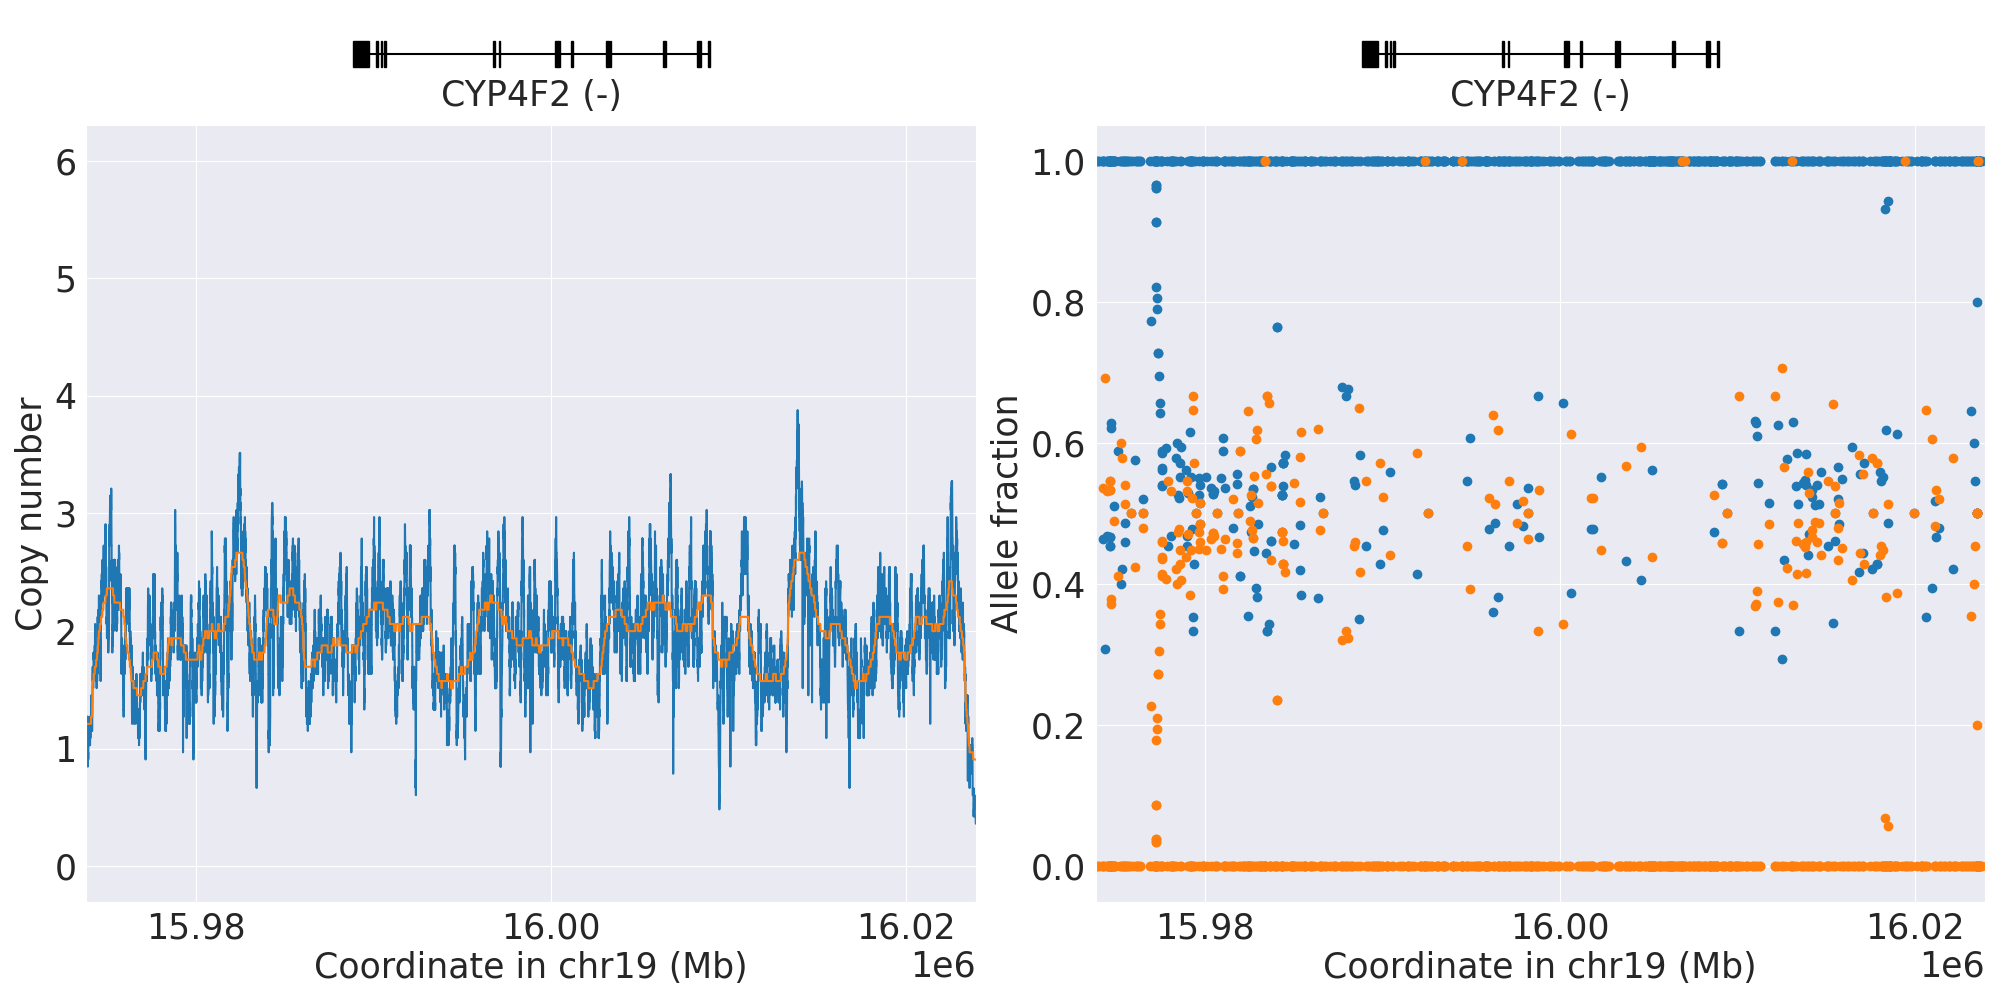 CYP4F2 (-)
6
5
4
3
2
1
0
Copy number
15.98
16.00
16.02
Coordinate in chr19 (Mb)
1e6
CYP4F2 (-)
1.0
0.8
0.6
0.4
0.2
0.0
Allele fraction
15.98
16.00
16.02
Coordinate in chr19 (Mb)
1e6